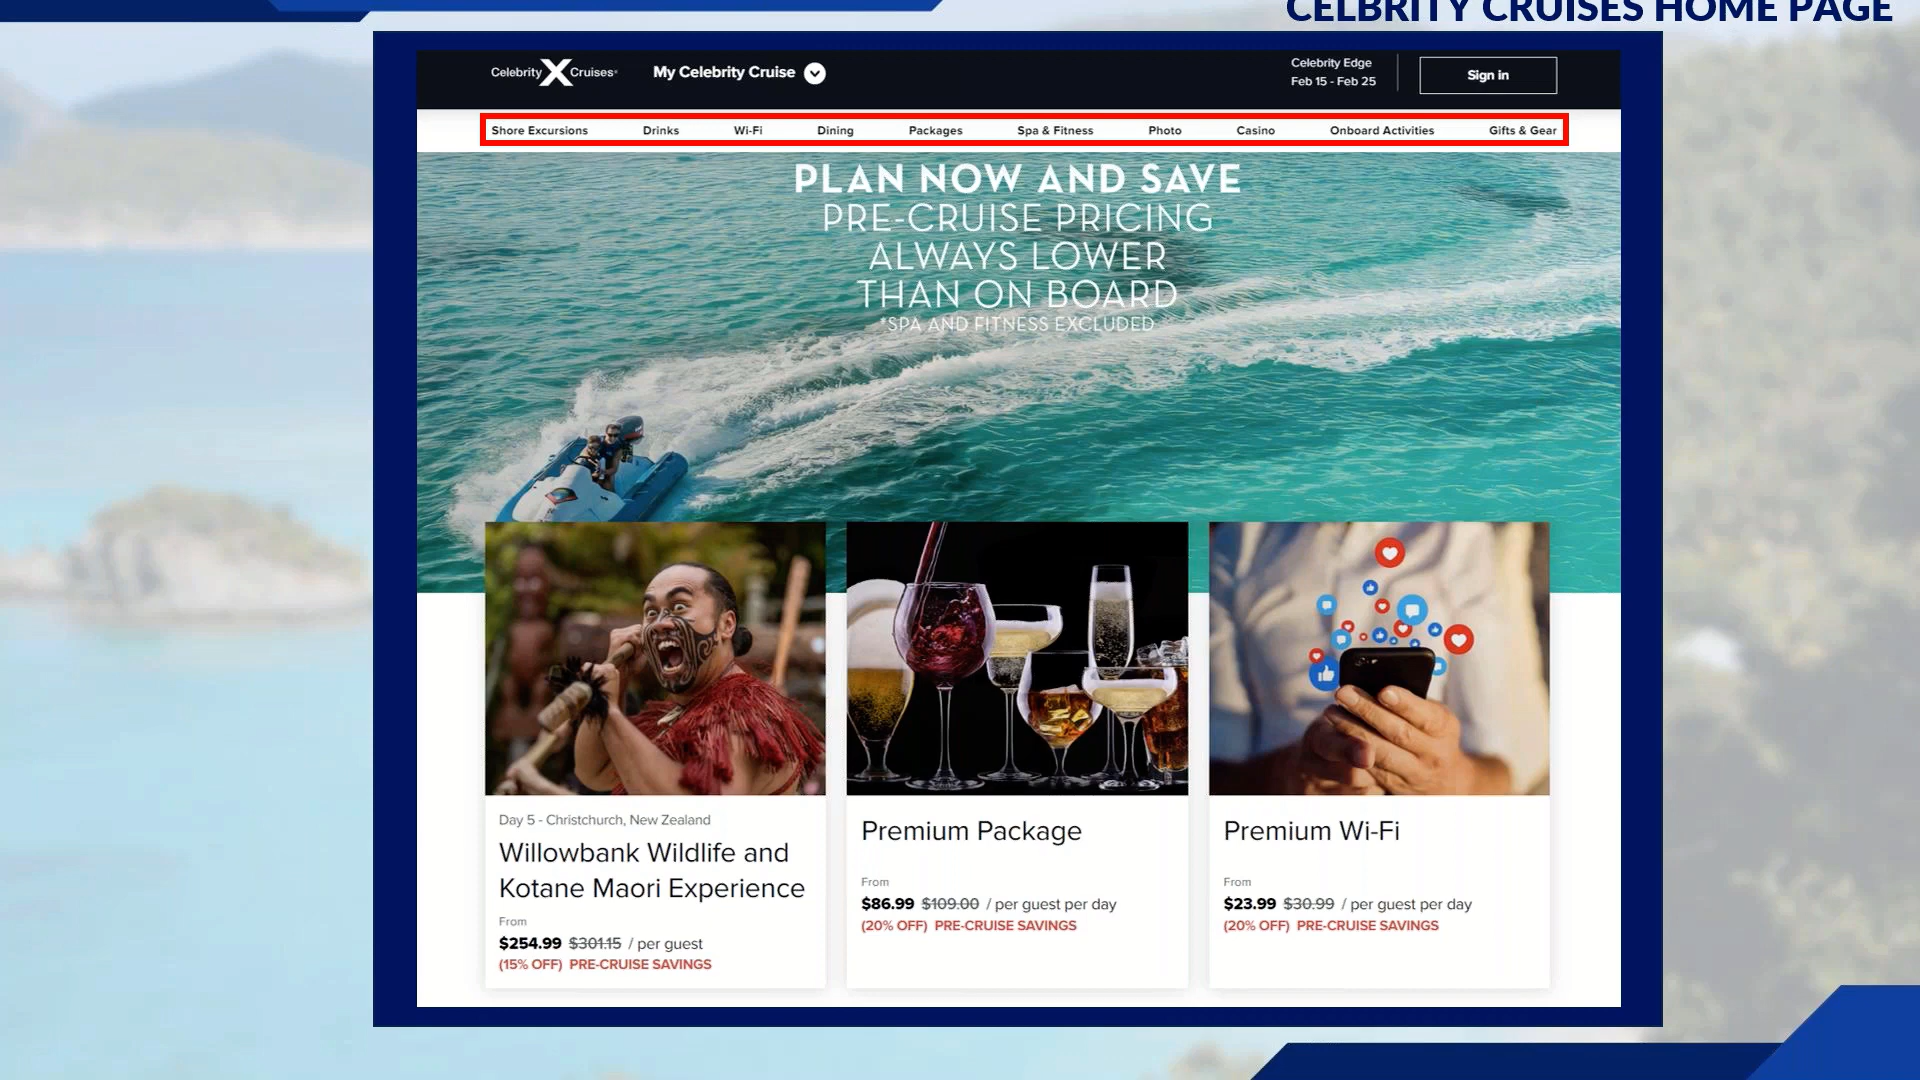 CELBRITY CRUISES HOME PAGE
Celebrity X Cruises®
My Celebrity Cruise
Celebrity Edge
Feb 15 - Feb 25
Sign in
Shore Excursions Drinks Wi-Fi Dining Packages Spa & Fitness Photo Casino Onboard Activities Gifts & Gear
PLAN NOW AND SAVE
PRE-CRUISE PRICING
ALWAYS LOWER
THAN ON BOARD
*SPA AND FITNESS EXCLUDED
Day 5 - Christchurch, New Zealand
Willowbank Wildlife and
Kotane Maori Experience
From
$254.99 $301.15 / per guest
(15% OFF) PRE-CRUISE SAVINGS
Premium Package
From
$86.99 $109.00 / per guest per day
(20% OFF) PRE-CRUISE SAVINGS
Premium Wi-Fi
From
$23.99 $30.99 / per guest per day
(20% OFF) PRE-CRUISE SAVINGS